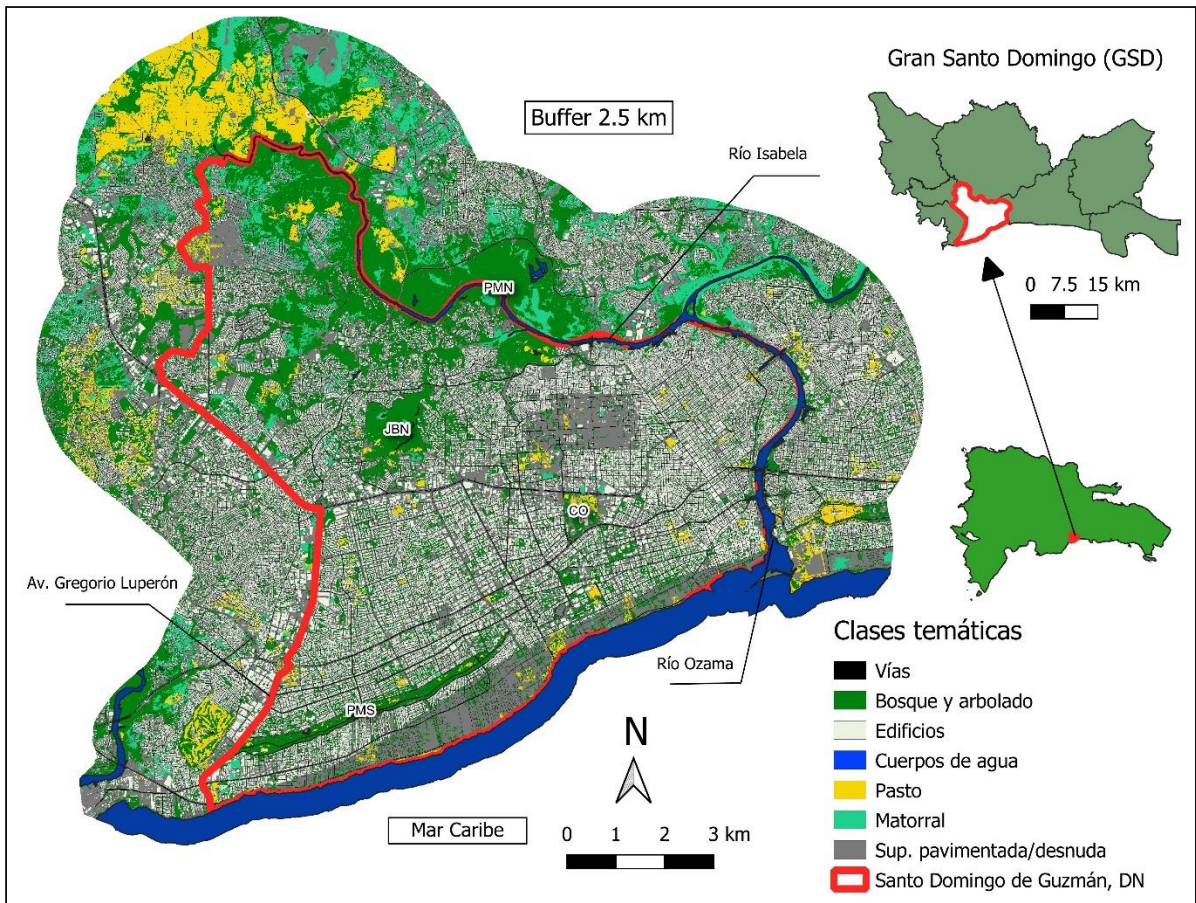 Gran Santo Domingo (GSD)
Buffer 2.5 km
Río Isabela
0 7.5 15 km
PMN
JBN
CO
Av. Gregorio Luperón
Río Ozama
PMS
N
Mar Caribe
0 1 2 3 km
Clases temáticas
Vías
Bosque y arbolado
Edificios
Cuerpos de agua
Pasto
Matorral
Sup. pavimentada/desnuda
Santo Domingo de Guzmán, DN